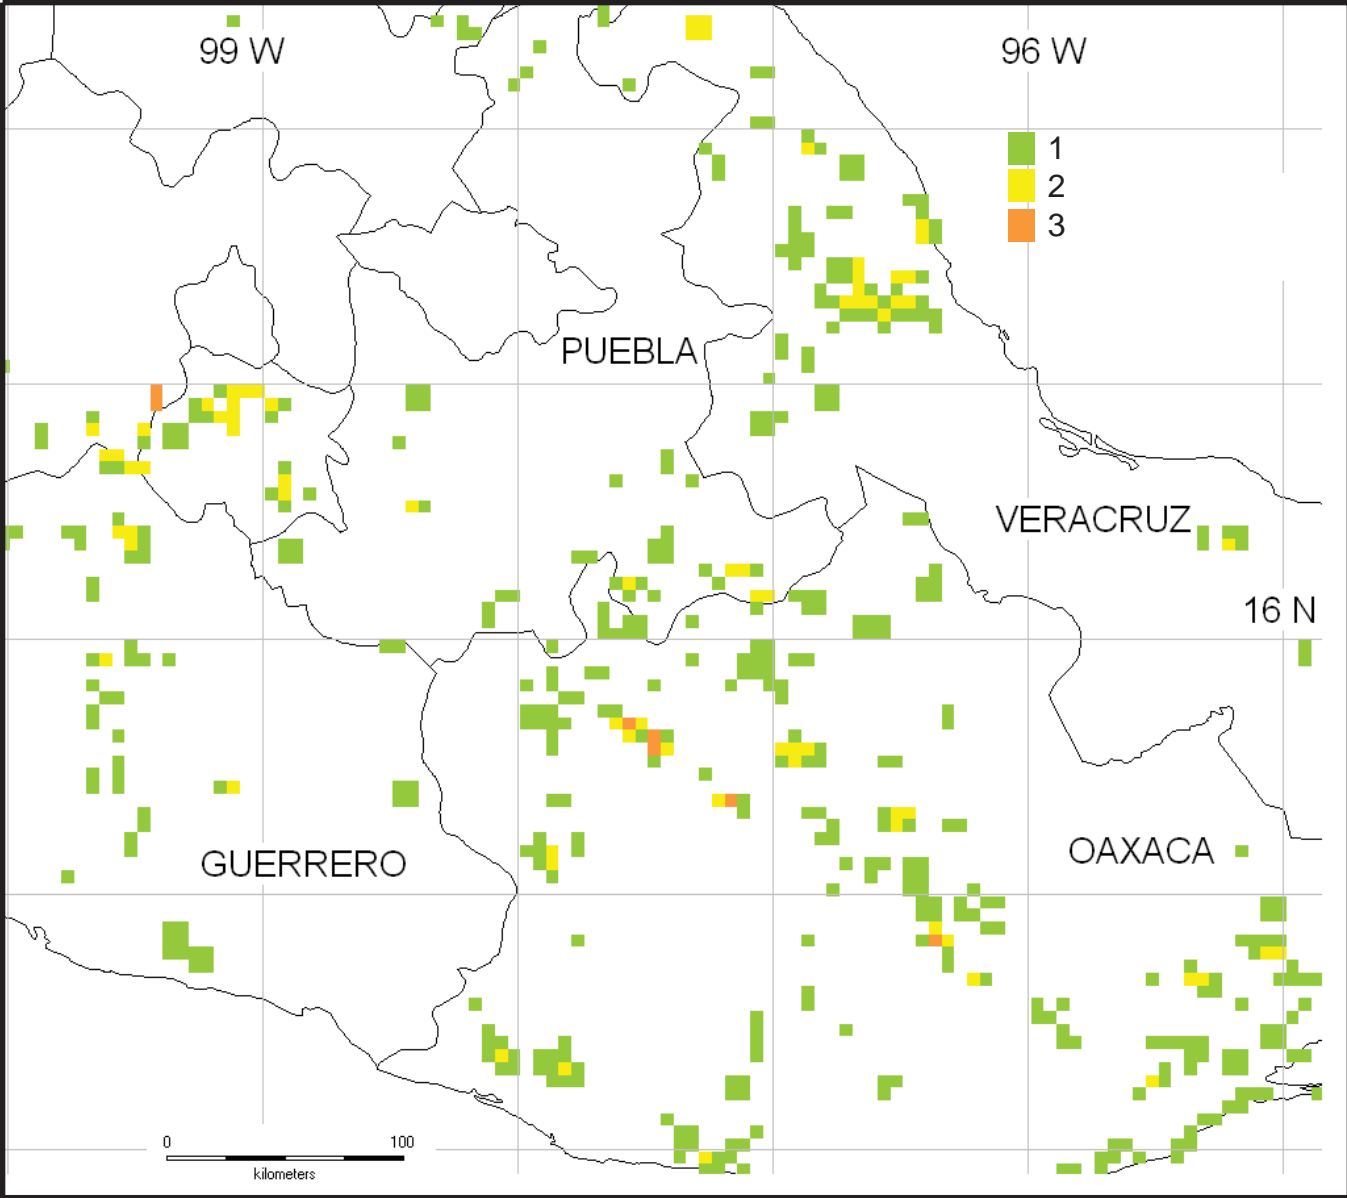 99 W
96 W
1
2
3
PUEBLA
VERACRUZ
16 N
OAXACA
GUERRERO
0 100
kilometers